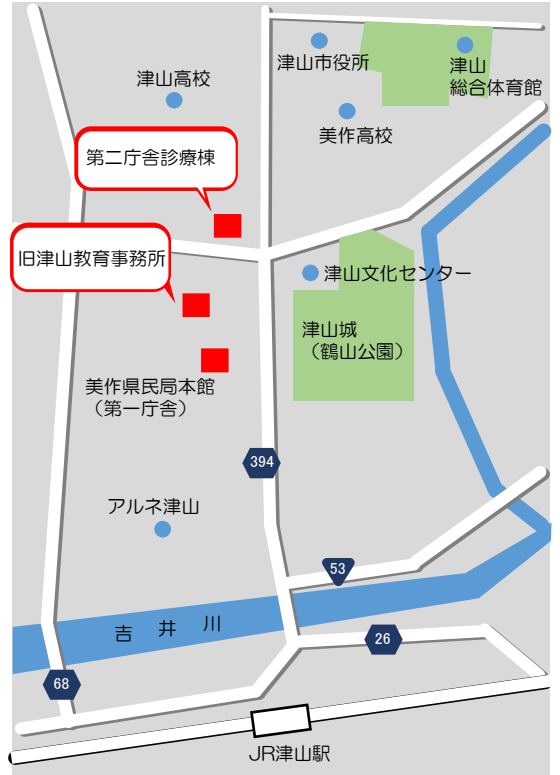 津山市役所
津山
総合体育館
津山高校
美作高校
第二庁舎診療棟
旧津山教育事務所
津山文化センター
津山城
（鶴山公園）
美作県民局本館
（第一庁舎）
394
アルネ津山
53
吉井川
26
68
JR津山駅